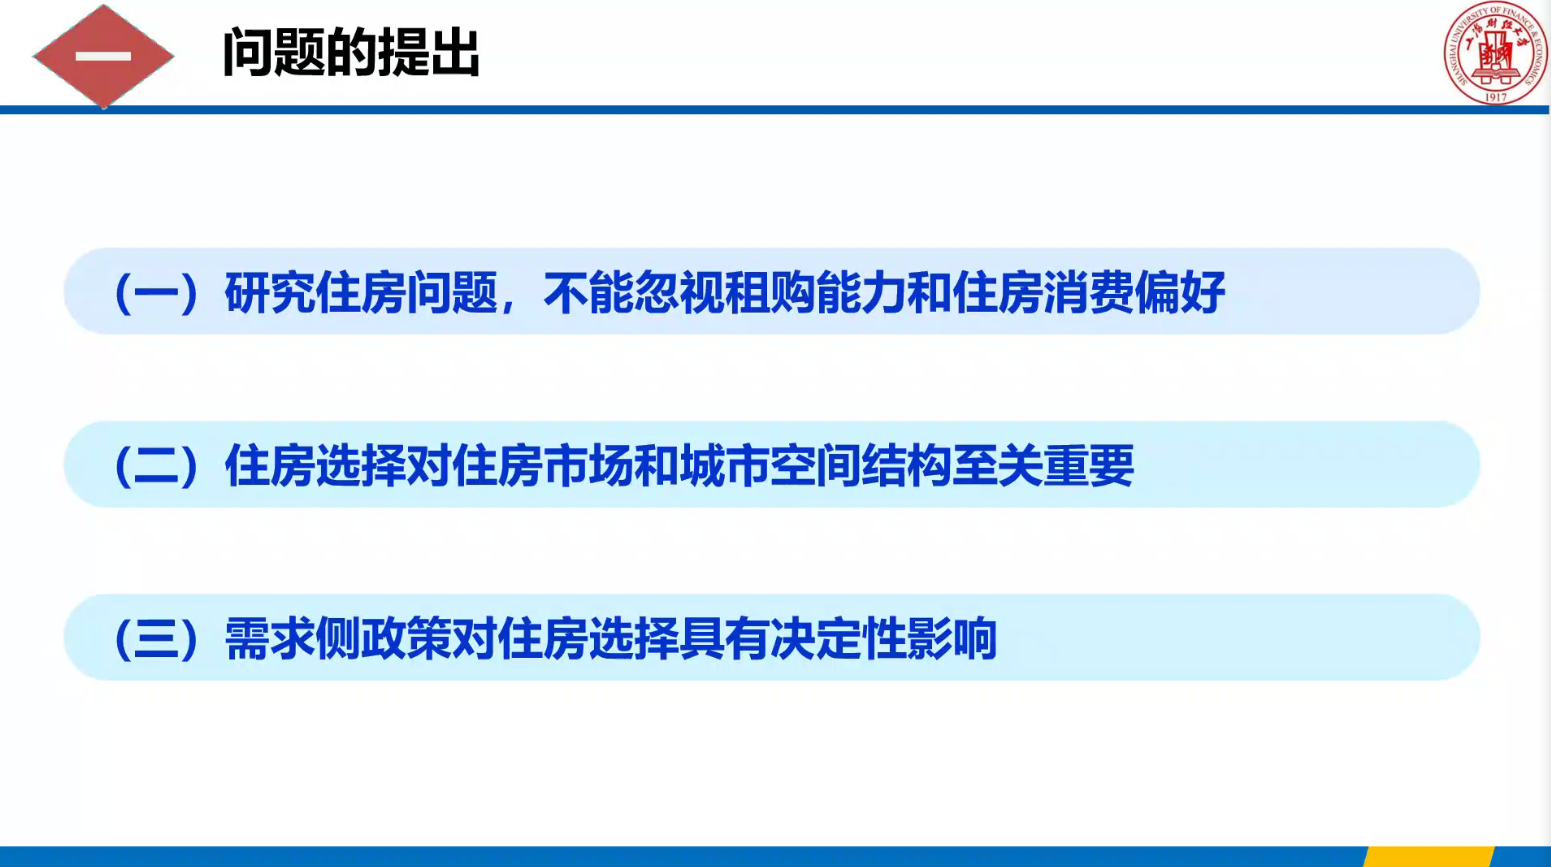 一
问题的提出
SHANGHAI UNIVERSITY OF FINANCE & ECONOMICS
上海财经大学
1917
（一）研究住房问题，不能忽视租购能力和住房消费偏好
（二）住房选择对住房市场和城市空间结构至关重要
（三）需求侧政策对住房选择具有决定性影响